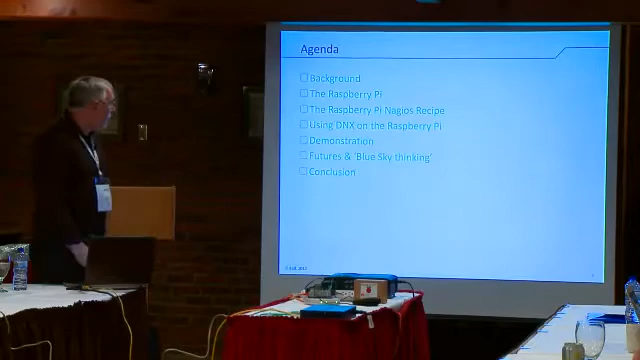 Agenda
Background
The Raspberry Pi
The Raspberry Pi Nagios Recipe
Using DNX on the Raspberry Pi
Demonstration
Futures & 'Blue Sky thinking'
Conclusion